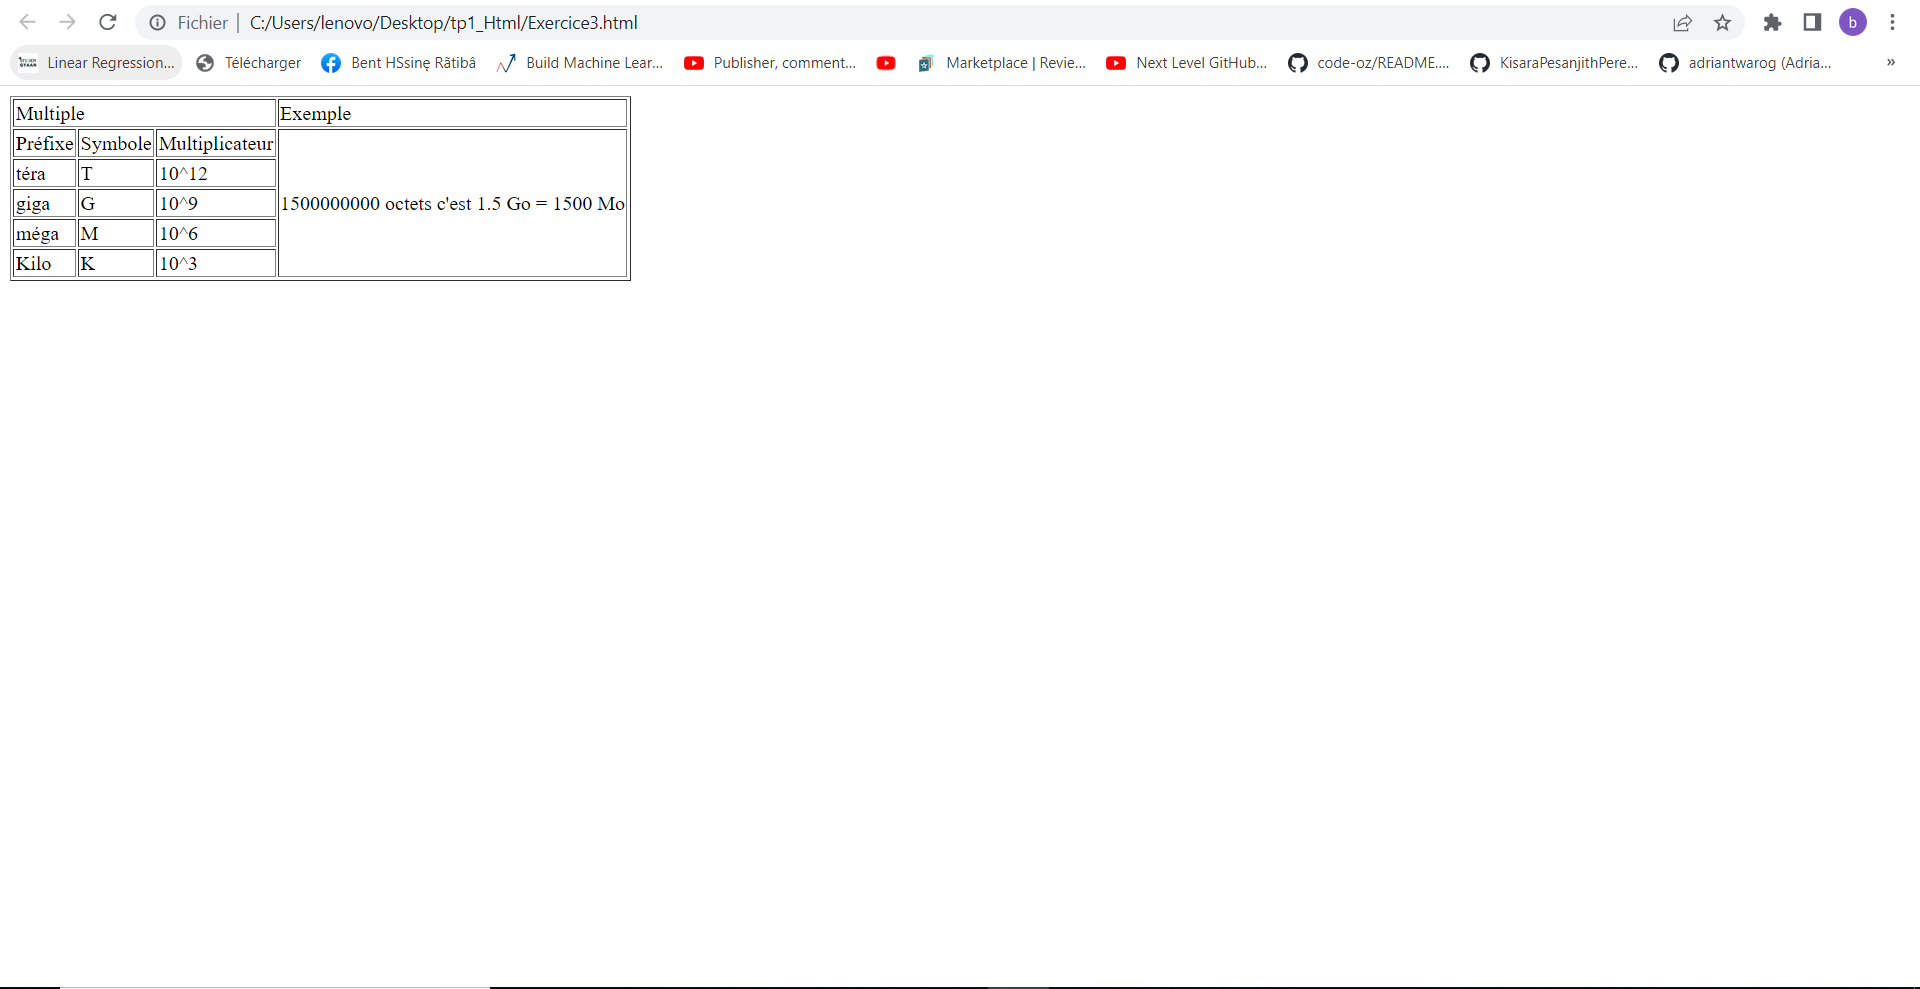 Fichier | C:/Users/lenovo/Desktop/tp1_Html/Exercice3.html b
Linear Regression... Télécharger Bent HSsinę Rãtibâ Build Machine Lear... Publisher, comment... Marketplace | Revie... Next Level GitHub... code-oz/README.... KisaraPesanjithPere... adriantwarog (Adria... »
Multiple Exemple
Préfixe Symbole Multiplicateur
téra T 10^12
giga G 10^9 1500000000 octets c'est 1.5 Go = 1500 Mo
méga M 10^6
Kilo K 10^3